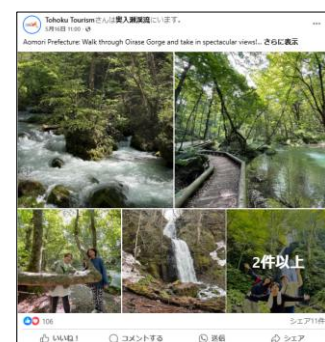 Tohoku Tourismさんは奥入瀬渓流にいます。
5月16日 11:00
Aomori Prefecture: Walk through Oirase Gorge and take in spectacular views!... さらに表示
2件以上
106
シェア11件
いいね！
コメントする
送信
シェア